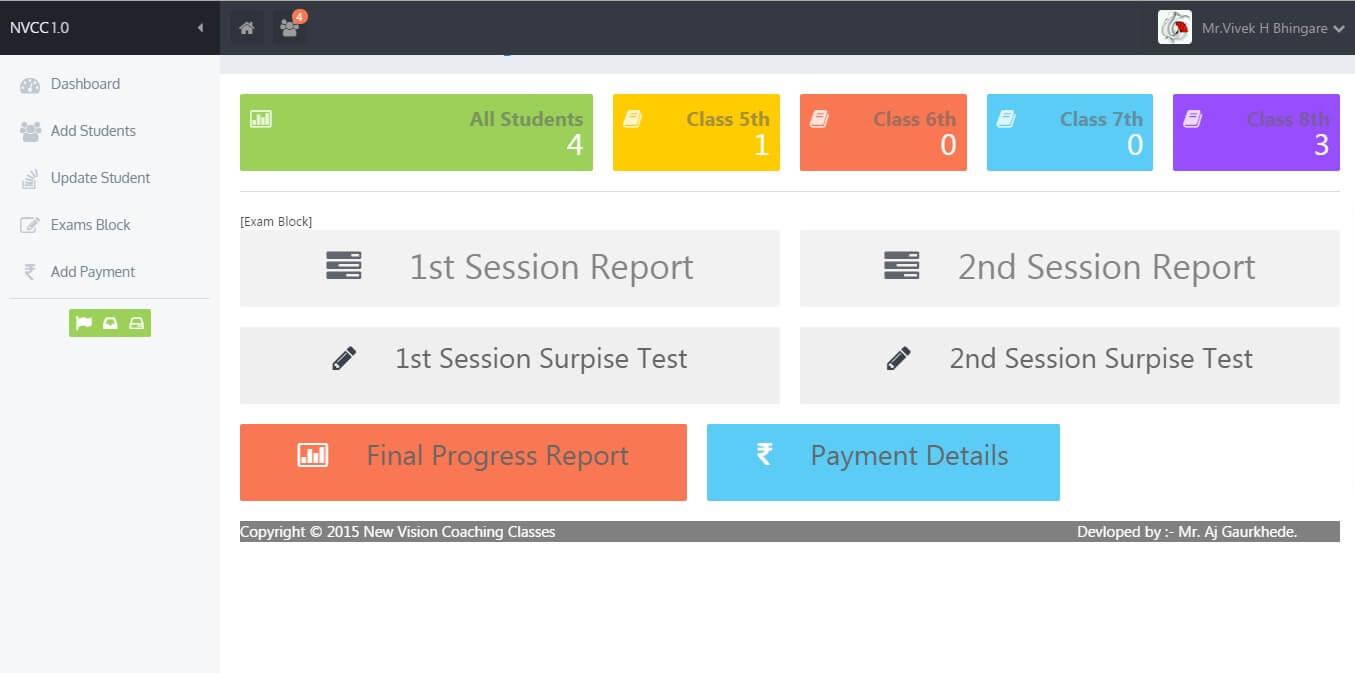 NVCC 1.0
4
Mr.Vivek H Bhingare
Dashboard
Add Students
Update Student
Exams Block
Add Payment
All Students
4
Class 5th
1
Class 6th
0
Class 7th
0
Class 8th
3
[Exam Block]
1st Session Report
2nd Session Report
1st Session Surpise Test
2nd Session Surpise Test
Final Progress Report
₹ Payment Details
Copyright © 2015 New Vision Coaching Classes
Devloped by :- Mr. Aj Gaurkhede.